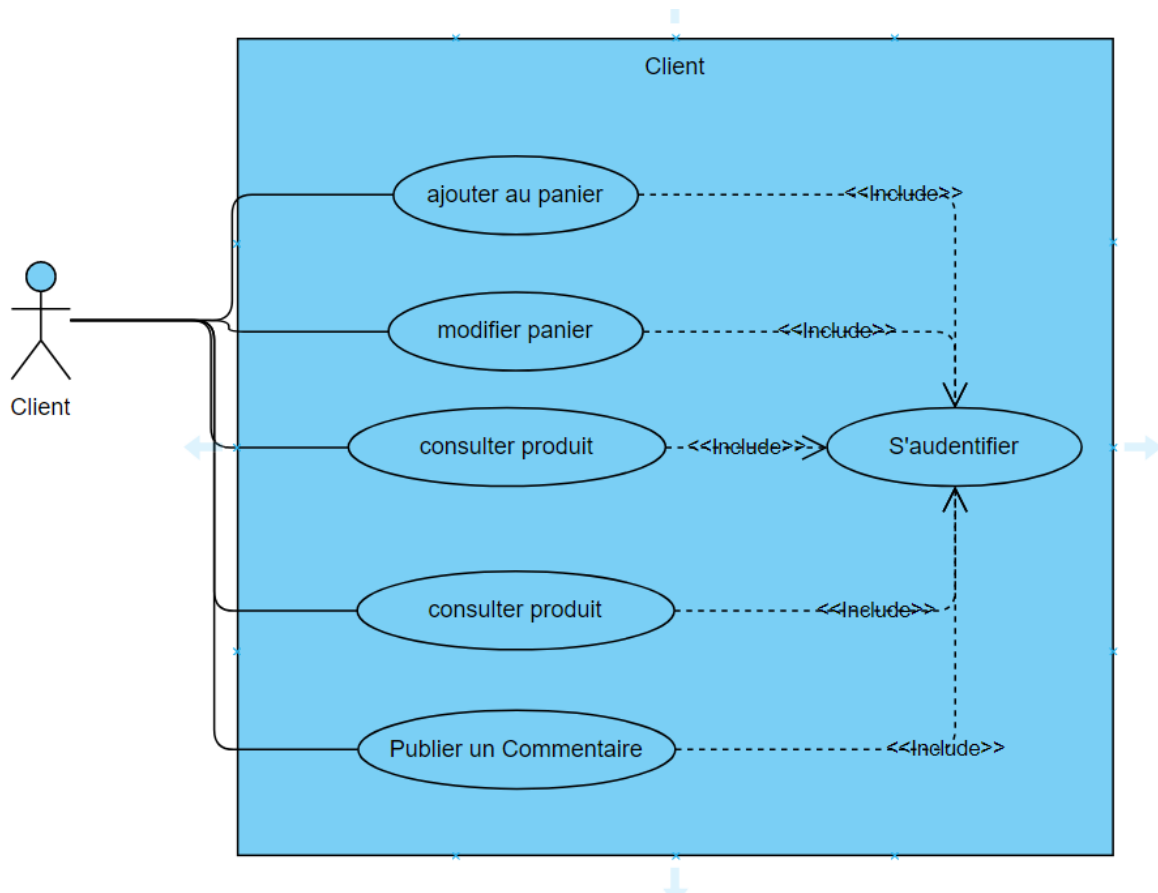 Client
ajouter au panier
<<Include>>
modifier panier
<<Include>>
Client
consulter produit
<<Include>>
S'audentifier
consulter produit
<<Include>>
Publier un Commentaire
<<Include>>